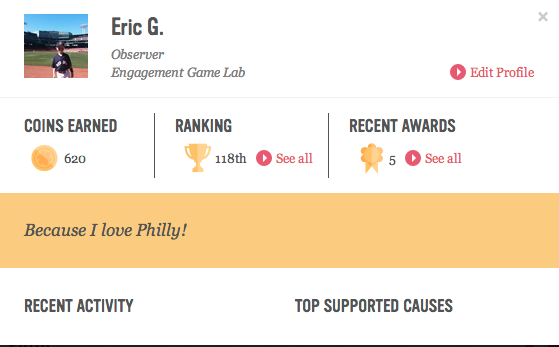 Eric G.
Observer
Engagement Game Lab
Edit Profile
COINS EARNED
620
RANKING
118th See all
RECENT AWARDS
5 See all
Because I love Philly!
RECENT ACTIVITY
TOP SUPPORTED CAUSES